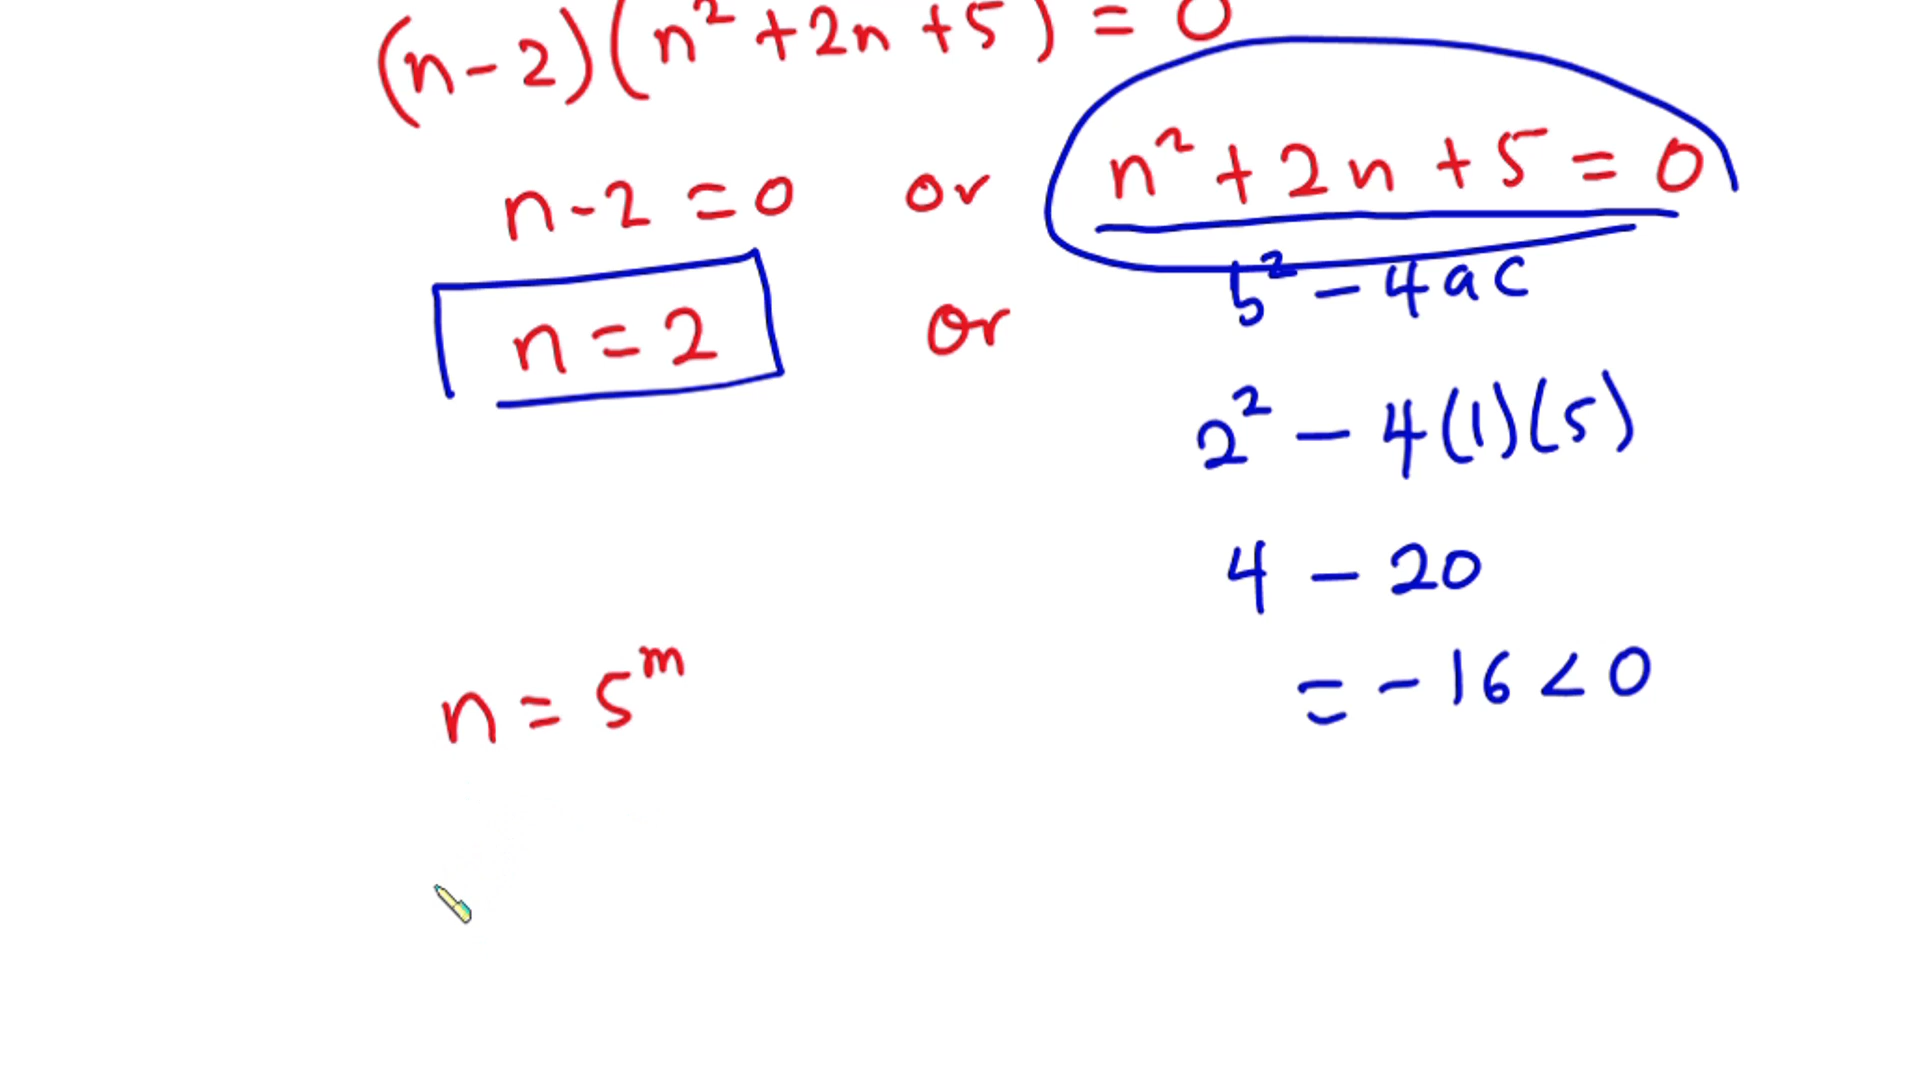 (n-2)(n²+2n+5) = 0
n-2=0 or n²+2n+5=0
n=2 or b²-4ac
2²-4(1)(5)
4-20
n=5^m =-16<0